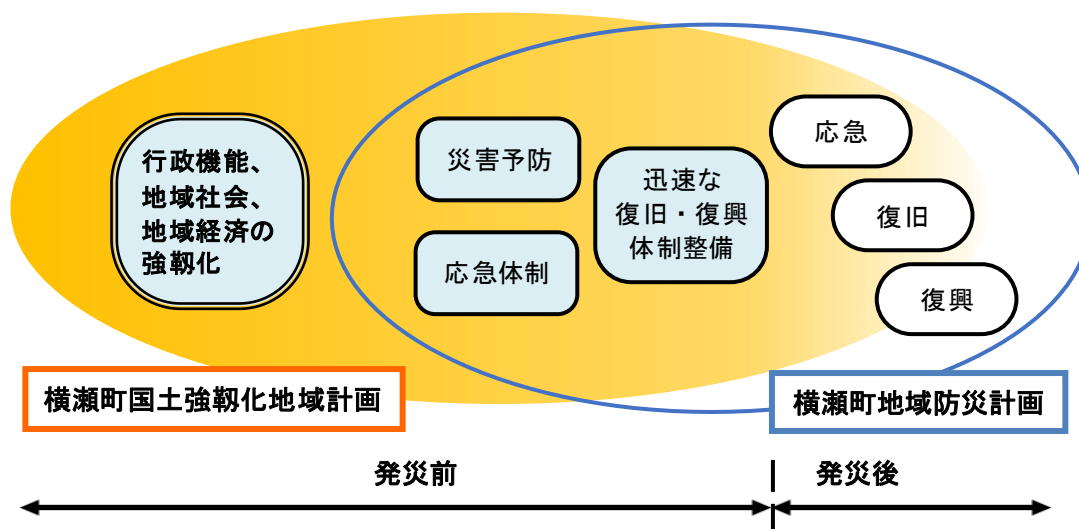 行政機能、
地域社会、
地域経済の
強靱化
災害予防
応急体制
迅速な
復旧・復興
体制整備
応急
復旧
復興
横瀬町国土強靱化地域計画
横瀬町地域防災計画
発災前
発災後